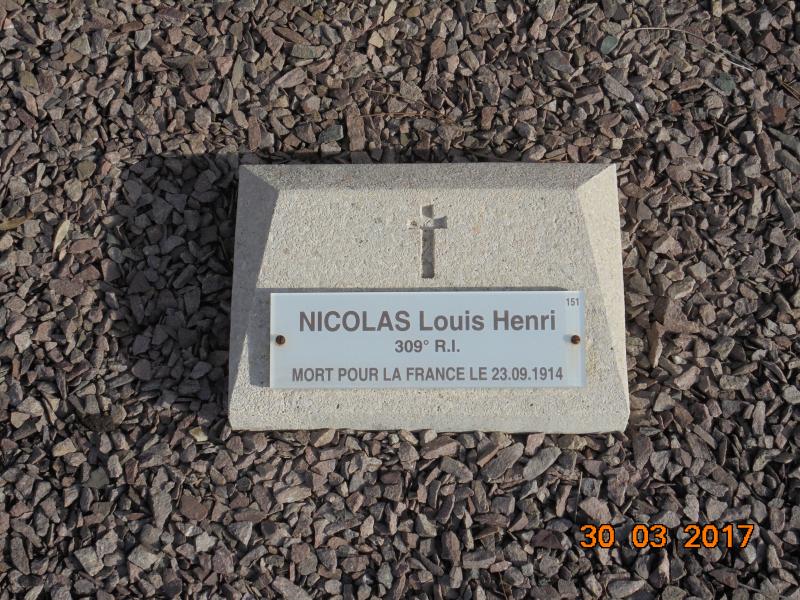 151
NICOLAS Louis Henri
309° R.I.
MORT POUR LA FRANCE LE 23.09.1914
30 03 2017